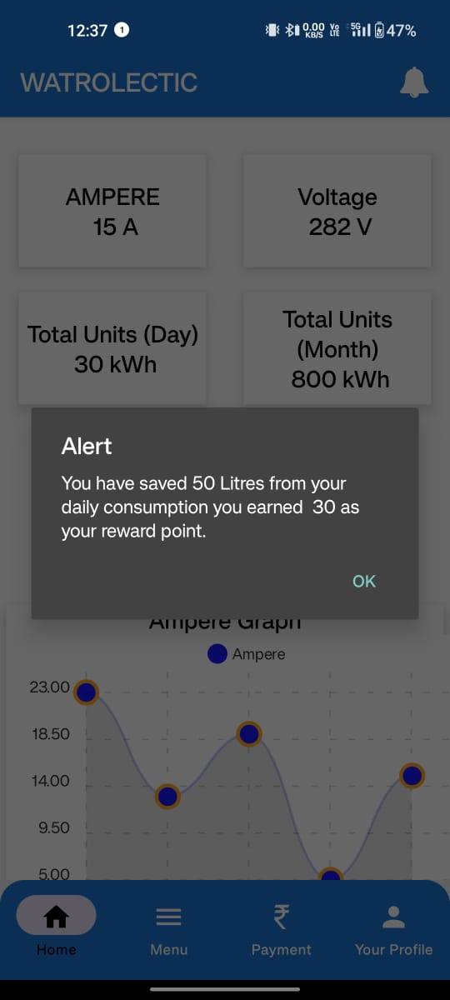 12:37 1 0.00 KB/S Vo LTE 5G 47%
WATROLECTIC
AMPERE
15 A
Voltage
282 V
Total Units (Day)
30 kWh
Total Units
(Month)
800 kWh
Alert
You have saved 50 Litres from your
daily consumption you earned  30 as
your reward point.
OK
Ampere Graph
Ampere
23.00
18.50
14.00
9.50
5.00
Home
Menu
₹
Payment
Your Profile